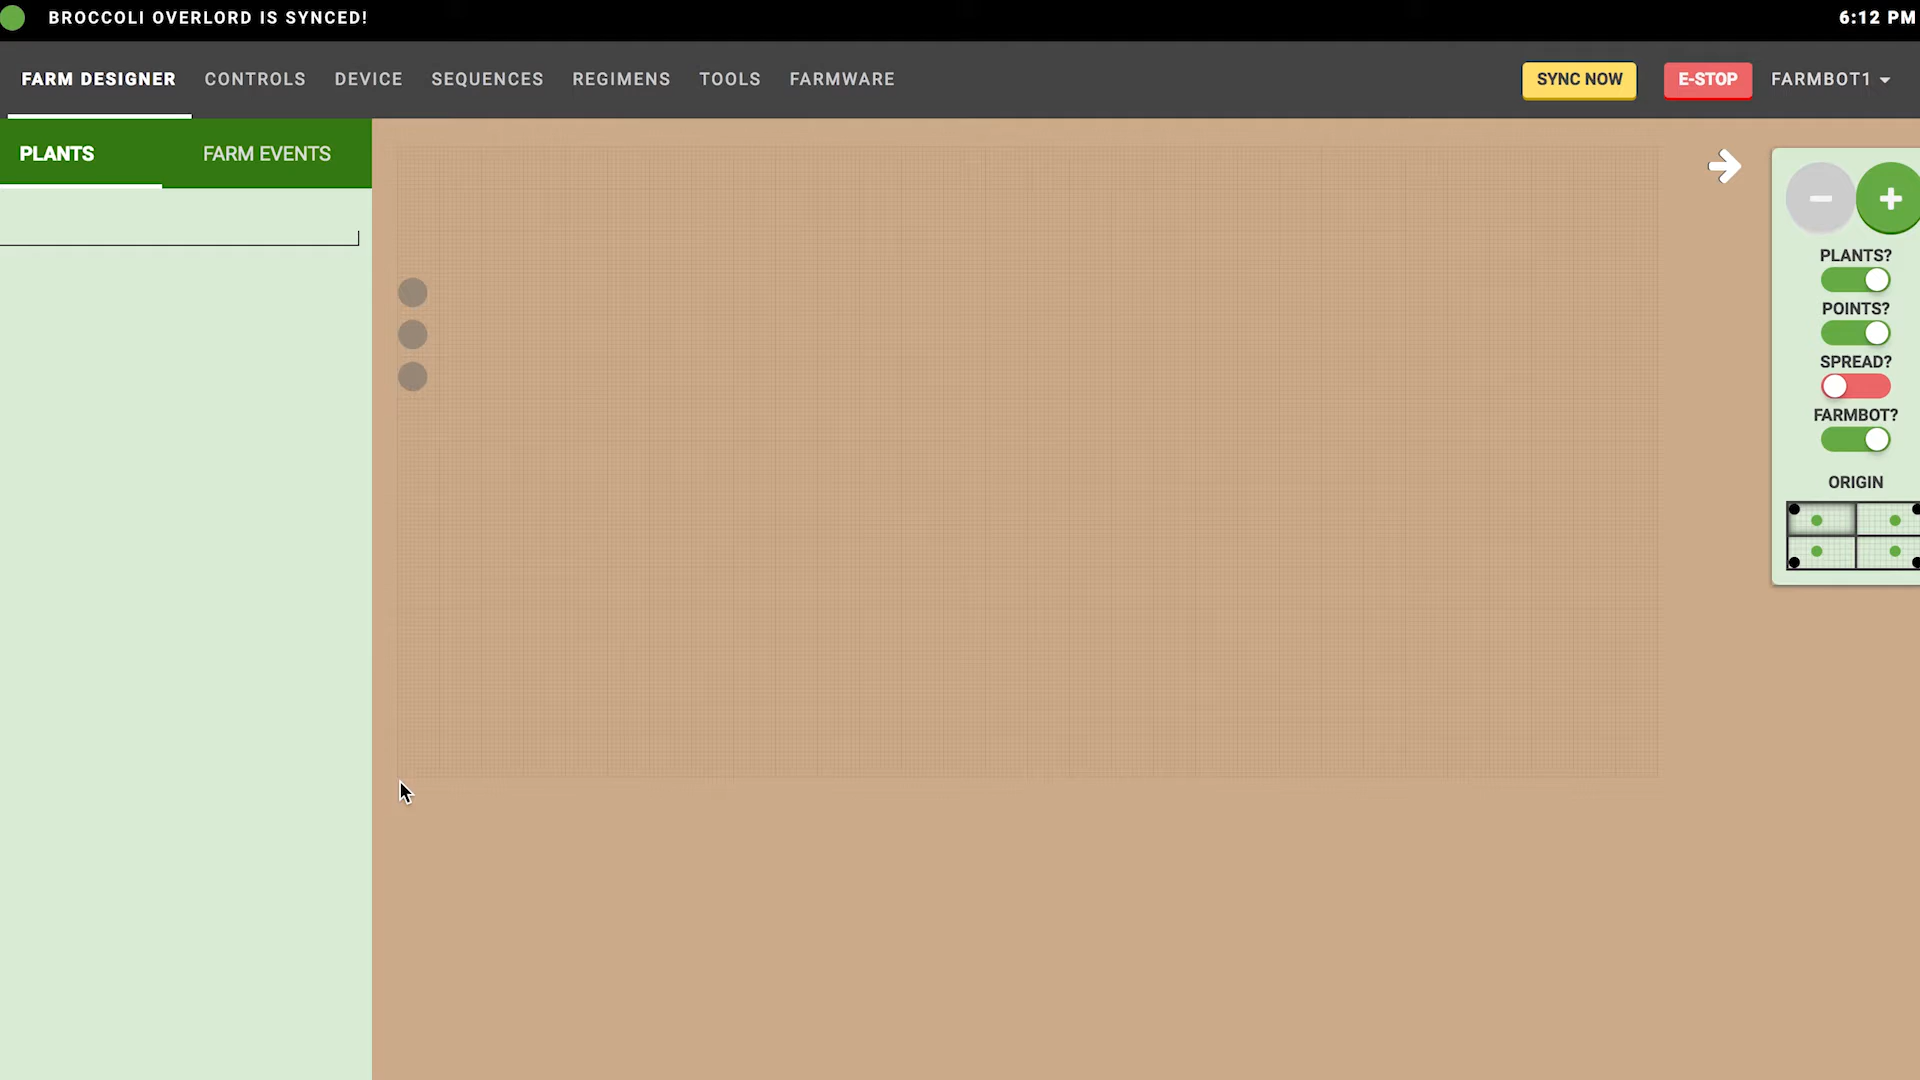 BROCCOLI OVERLORD IS SYNCED!
6:12 PM
FARM DESIGNER CONTROLS DEVICE SEQUENCES REGIMENS TOOLS FARMWARE SYNC NOW E-STOP FARMBOT1
PLANTS FARM EVENTS
PLANTS?
POINTS?
SPREAD?
FARMBOT?
ORIGIN